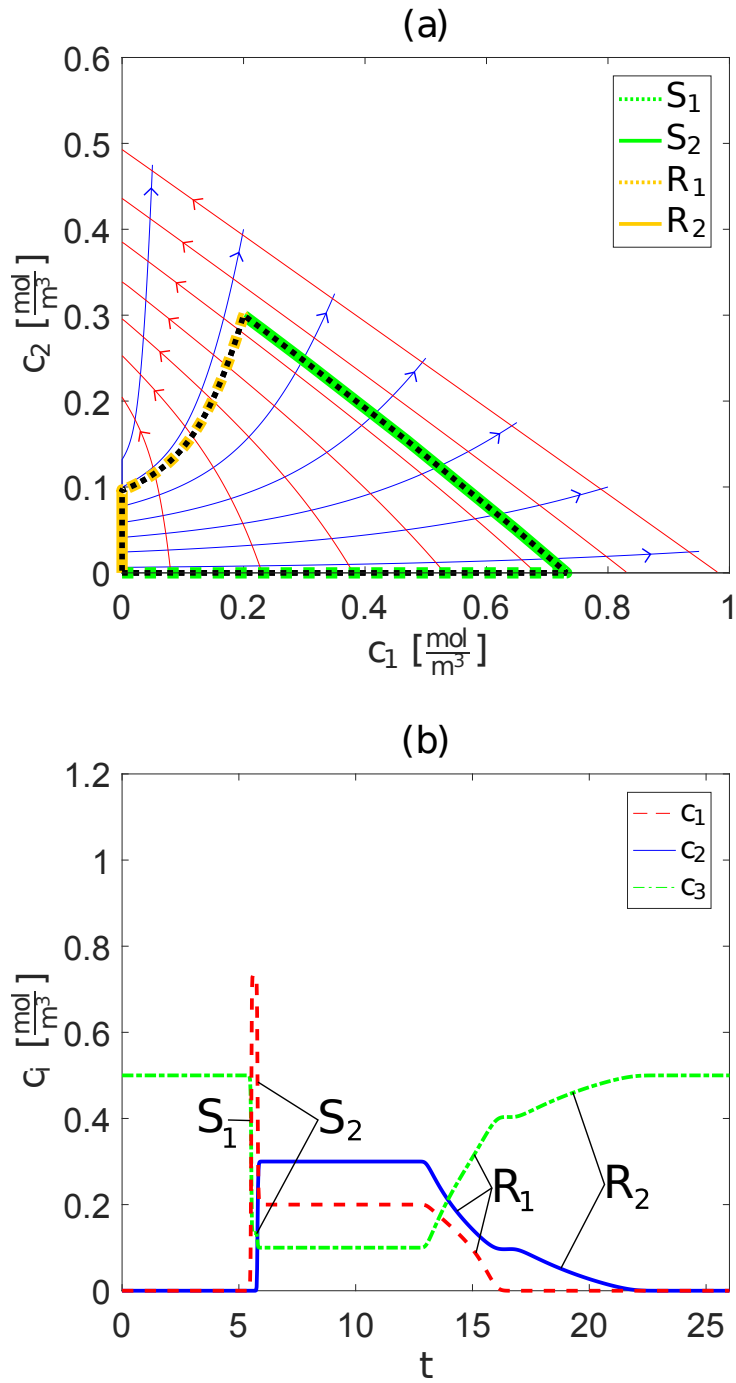 (a)
0.6
0.5
0.4
0.3
0.2
0.1
0
c2 [mol/m3]
S1
S2
R1
R2
0 0.2 0.4 0.6 0.8 1
c1 [mol/m3]
(b)
1.2
1
0.8
0.6
0.4
0.2
0
ci [mol/m3]
c1
c2
c3
S1 S2
R1 R2
0 5 10 15 20 25
t